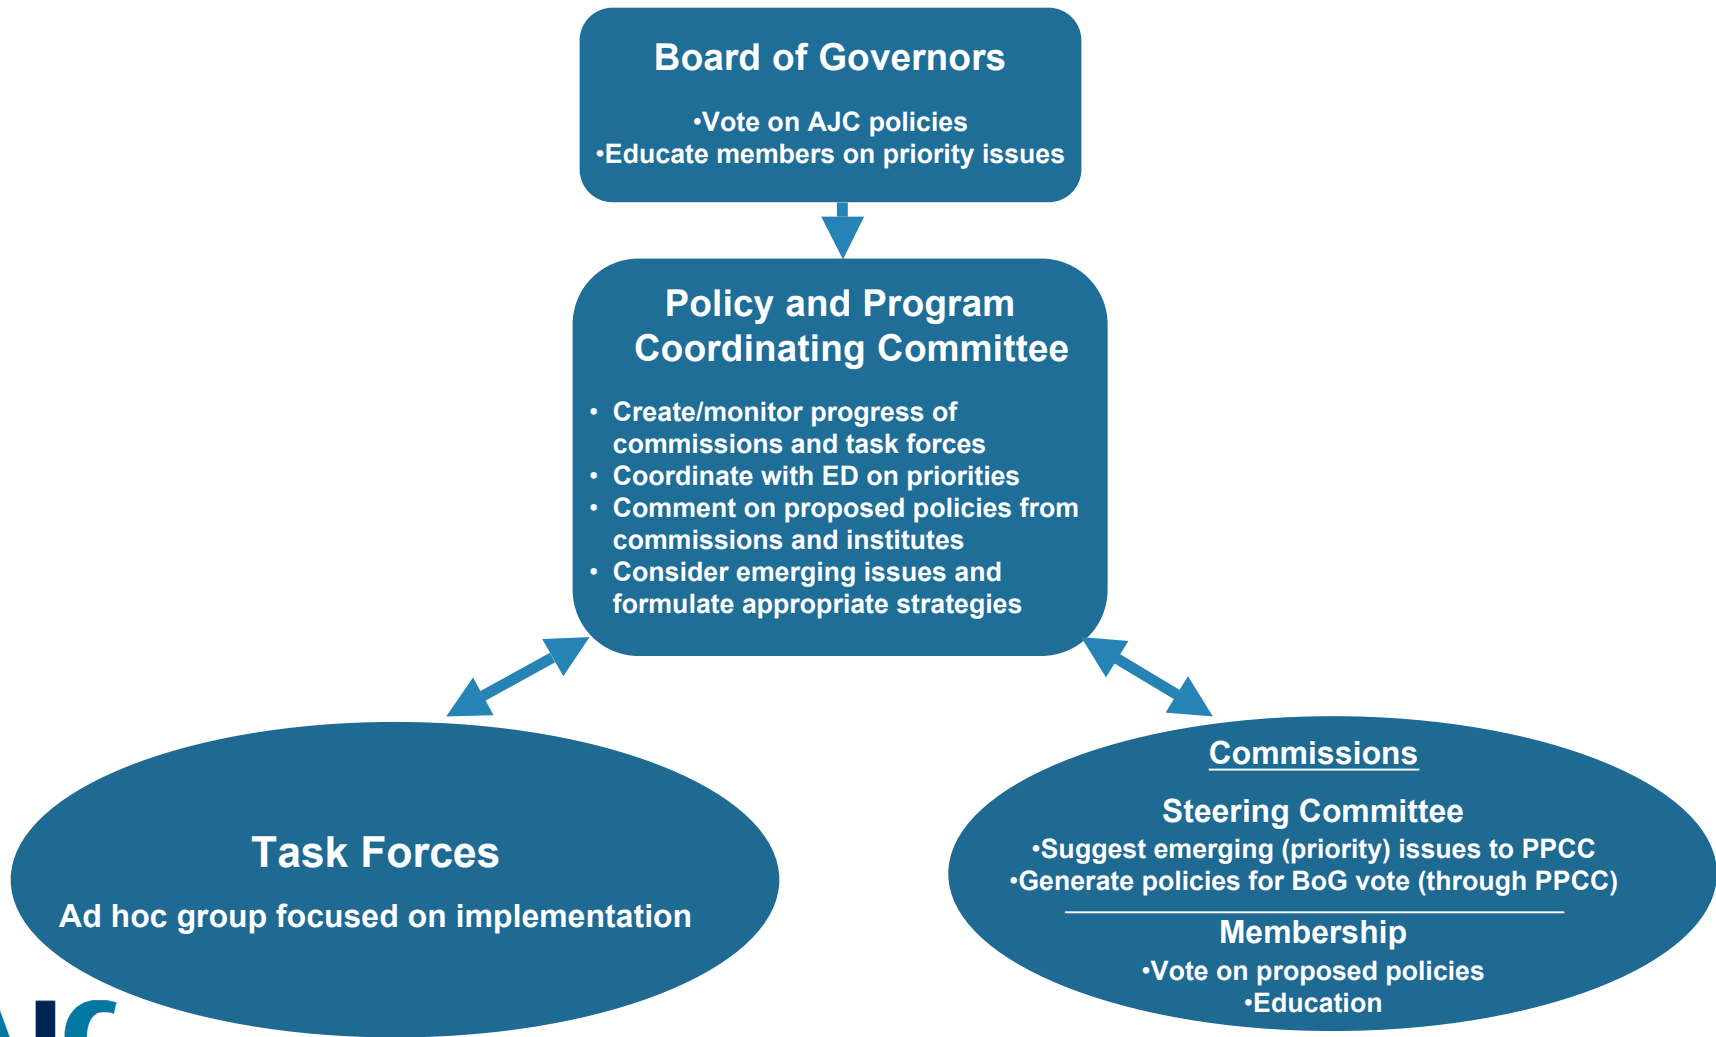 Board of Governors
•Vote on AJC policies
•Educate members on priority issues
Policy and Program
Coordinating Committee
• Create/monitor progress of
commissions and task forces
• Coordinate with ED on priorities
• Comment on proposed policies from
commissions and institutes
• Consider emerging issues and
formulate appropriate strategies
Task Forces
Ad hoc group focused on implementation
Commissions
Steering Committee
•Suggest emerging (priority) issues to PPCC
•Generate policies for BoG vote (through PPCC)
Membership
•Vote on proposed policies
•Education